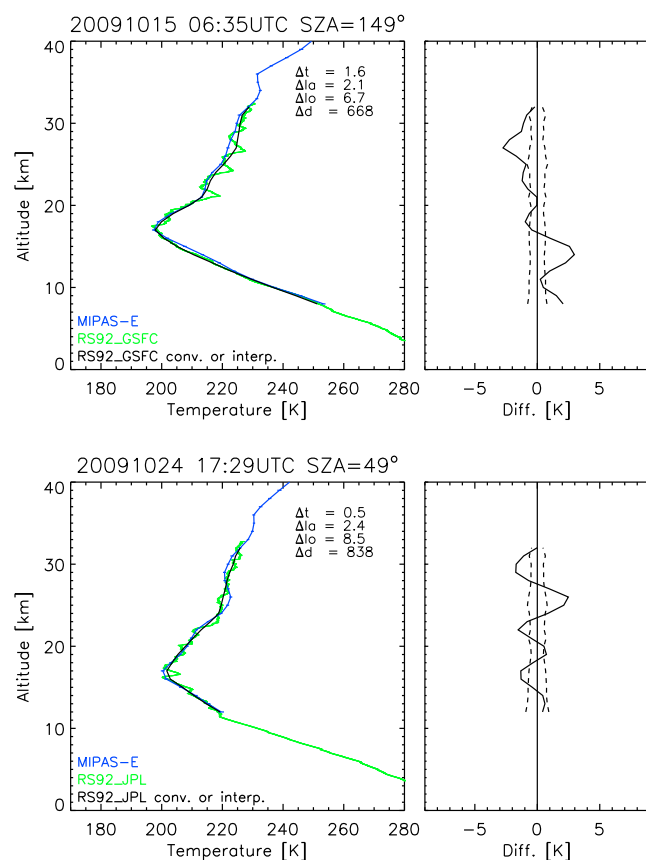 20091015 06:35UTC SZA=149°
40
30
20
10
0
Altitude [km]
Δt = 1.6
Δla = 2.1
Δlo = 6.7
Δd = 668
MIPAS-E
RS92_GSFC
RS92_GSFC conv. or interp.
180 200 220 240 260 280
Temperature [K]
-5 0 5
Diff. [K]
20091024 17:29UTC SZA=49°
40
30
20
10
0
Altitude [km]
Δt = 0.5
Δla = 2.4
Δlo = 8.5
Δd = 838
MIPAS-E
RS92_JPL
RS92_JPL conv. or interp.
180 200 220 240 260 280
Temperature [K]
-5 0 5
Diff. [K]